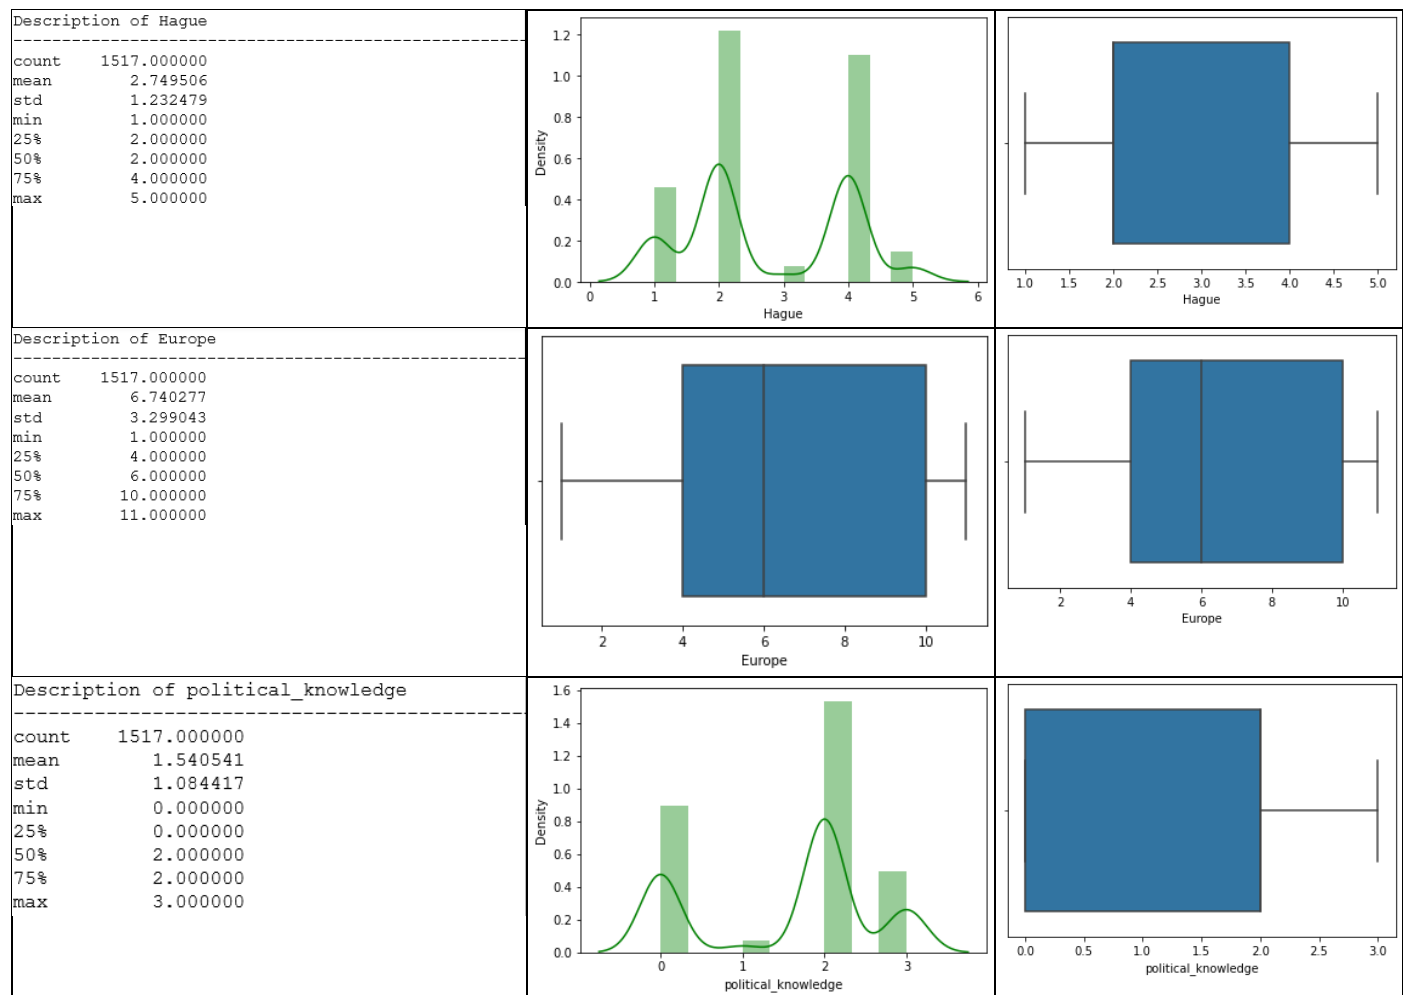 Description of Hague
count 1517.000000
mean 2.749506
std 1.232479
min 1.000000
25% 2.000000
50% 2.000000
75% 4.000000
max 5.000000
Density
1.2
1.0
0.8
0.6
0.4
0.2
0.0
0 1 2 3 4 5 6
Hague
1.0 1.5 2.0 2.5 3.0 3.5 4.0 4.5 5.0
Hague
Description of Europe
count 1517.000000
mean 6.740277
std 3.299043
min 1.000000
25% 4.000000
50% 6.000000
75% 10.000000
max 11.000000
2 4 6 8 10
Europe
2 4 6 8 10
Europe
Description of political_knowledge
count 1517.000000
mean 1.540541
std 1.084417
min 0.000000
25% 0.000000
50% 2.000000
75% 2.000000
max 3.000000
Density
1.6
1.4
1.2
1.0
0.8
0.6
0.4
0.2
0.0
0 1 2 3
political_knowledge
0.0 0.5 1.0 1.5 2.0 2.5 3.0
political_knowledge